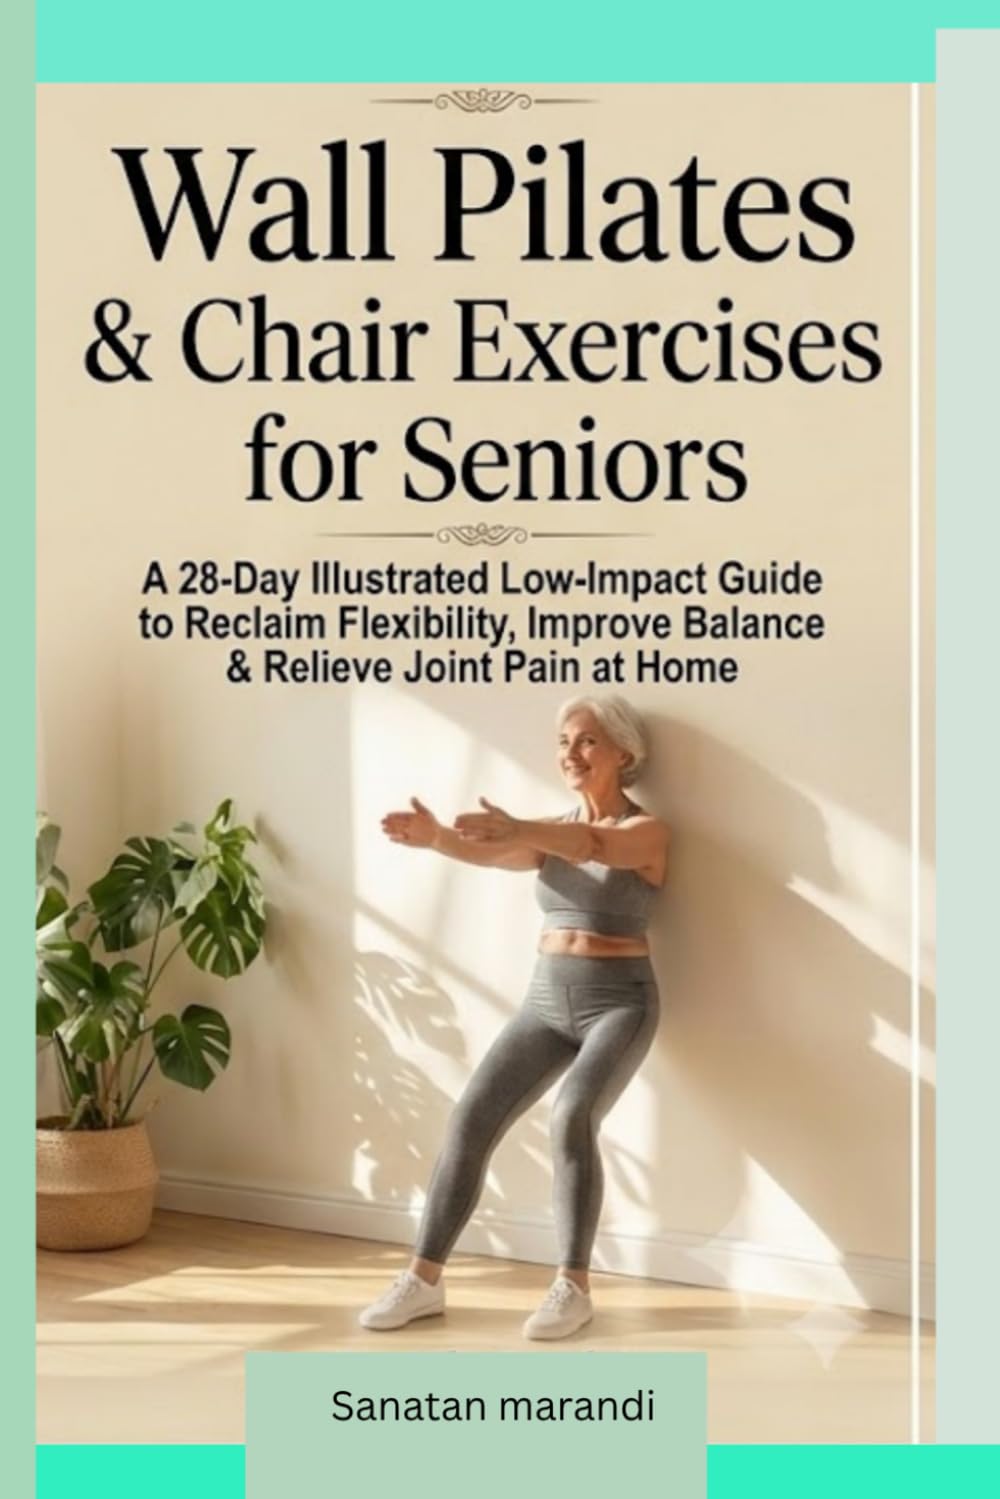 Wall Pilates
& Chair Exercises
for Seniors
A 28-Day Illustrated Low-Impact Guide
to Reclaim Flexibility, Improve Balance
& Relieve Joint Pain at Home
Sanatan marandi